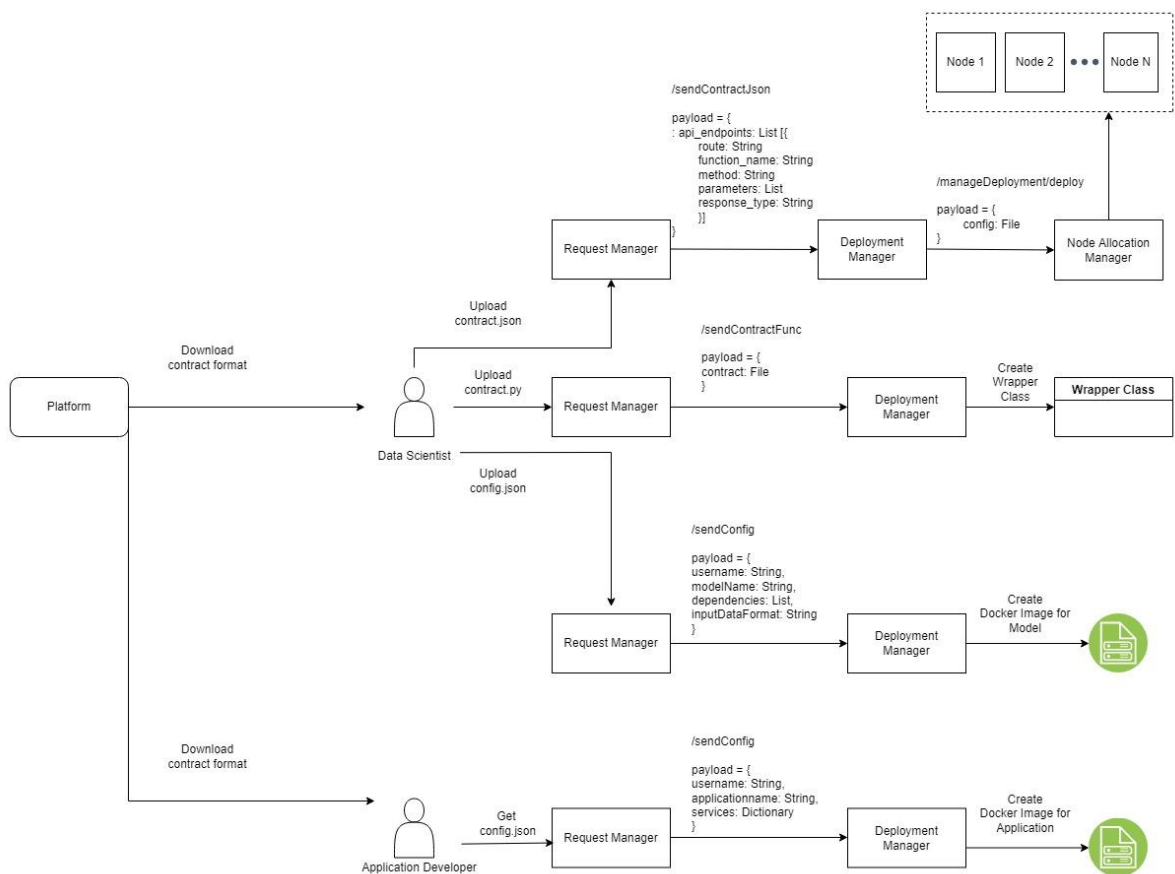 Node 1
Node 2
Node N
/sendContractJson
payload = {
: api_endpoints: List [{
route: String
function_name: String
method: String
parameters: List
response_type: String
}]
}
/manageDeployment/deploy
payload = {
config: File
}
Request Manager
Deployment
Manager
Node Allocation
Manager
Upload
contract.json
Download
contract format
/sendContractFunc
payload = {
contract: File
}
Upload
contract.py
Create
Wrapper
Class
Platform
Request Manager
Deployment
Manager
Wrapper Class
Data Scientist
Upload
config.json
/sendConfig
payload = {
username: String,
modelName: String,
dependencies: List,
inputDataFormat: String
}
Create
Docker Image for
Model
Request Manager
Deployment
Manager
Download
contract format
/sendConfig
payload = {
username: String,
applicationname: String,
services: Dictionary
}
Create
Docker Image for
Application
Get
config.json
Request Manager
Deployment
Manager
Application Developer